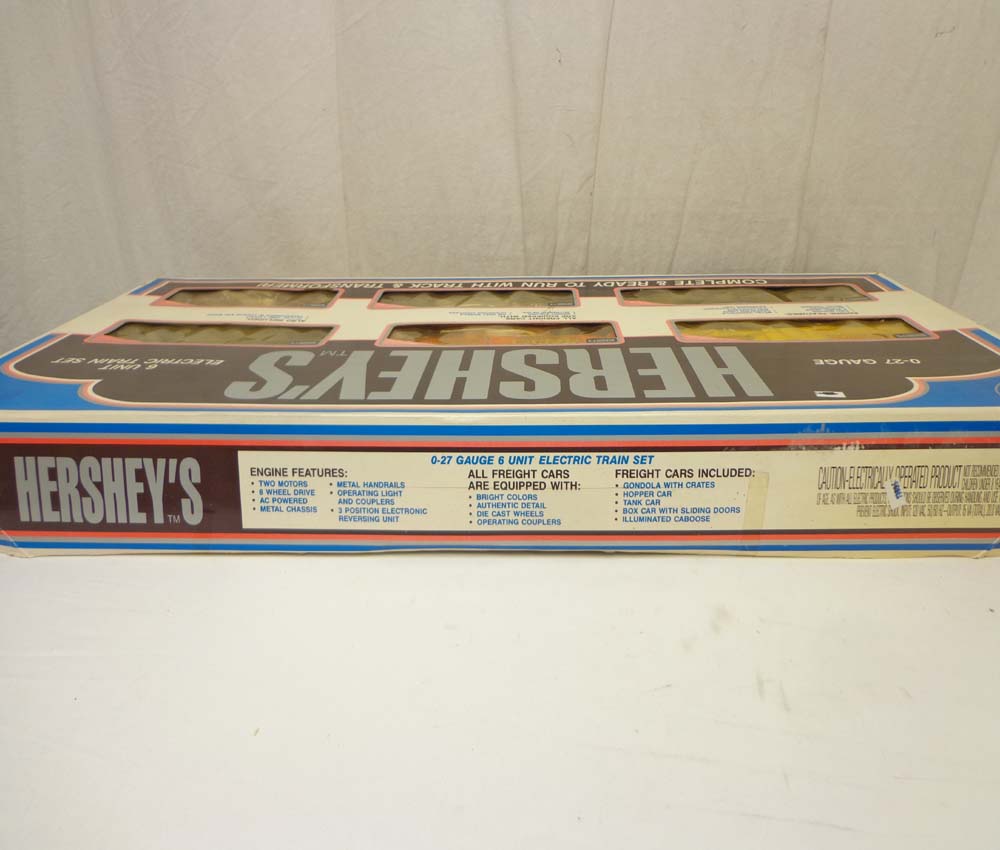 COMPLETE & READY TO RUN WITH TRACK & TRANSFORMER!
6 UNIT
ELECTRIC TRAIN SET
HERSHEY'S™
0-27 GAUGE
HERSHEY'S™
0-27 GAUGE 6 UNIT ELECTRIC TRAIN SET
ENGINE FEATURES:
• TWO MOTORS
• 8 WHEEL DRIVE
• AC POWERED
• METAL CHASSIS
• METAL HANDRAILS
• OPERATING LIGHT
AND COUPLERS
• 3 POSITION ELECTRONIC
REVERSING UNIT
ALL FREIGHT CARS
ARE EQUIPPED WITH:
• BRIGHT COLORS
• AUTHENTIC DETAIL
• DIE CAST WHEELS
• OPERATING COUPLERS
FREIGHT CARS INCLUDED:
• GONDOLA WITH CRATES
• HOPPER CAR
• TANK CAR
• BOX CAR WITH SLIDING DOORS
• ILLUMINATED CABOOSE
CAUTION-ELECTRICALLY OPERATED PRODUCT: NOT RECOMMENDED